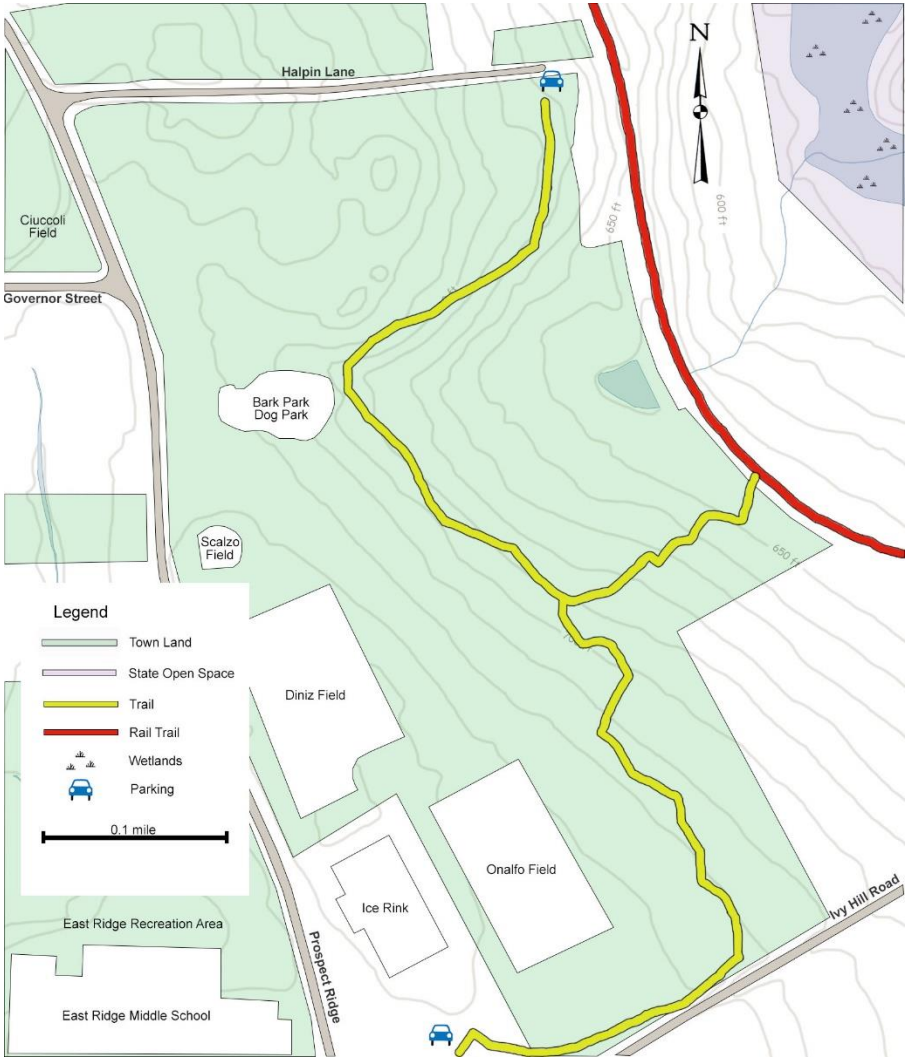 N
Halpin Lane
Ciuccoli
Field
Governor Street
650 ft
600 ft
ft
Bark Park
Dog Park
Scalzo
Field
650 ft
Legend
Town Land
State Open Space
Trail
Rail Trail
Wetlands
Parking
0.1 mile
Diniz Field
Onalfo Field
Ice Rink
Ivy Hill Road
Prospect Ridge
East Ridge Recreation Area
East Ridge Middle School